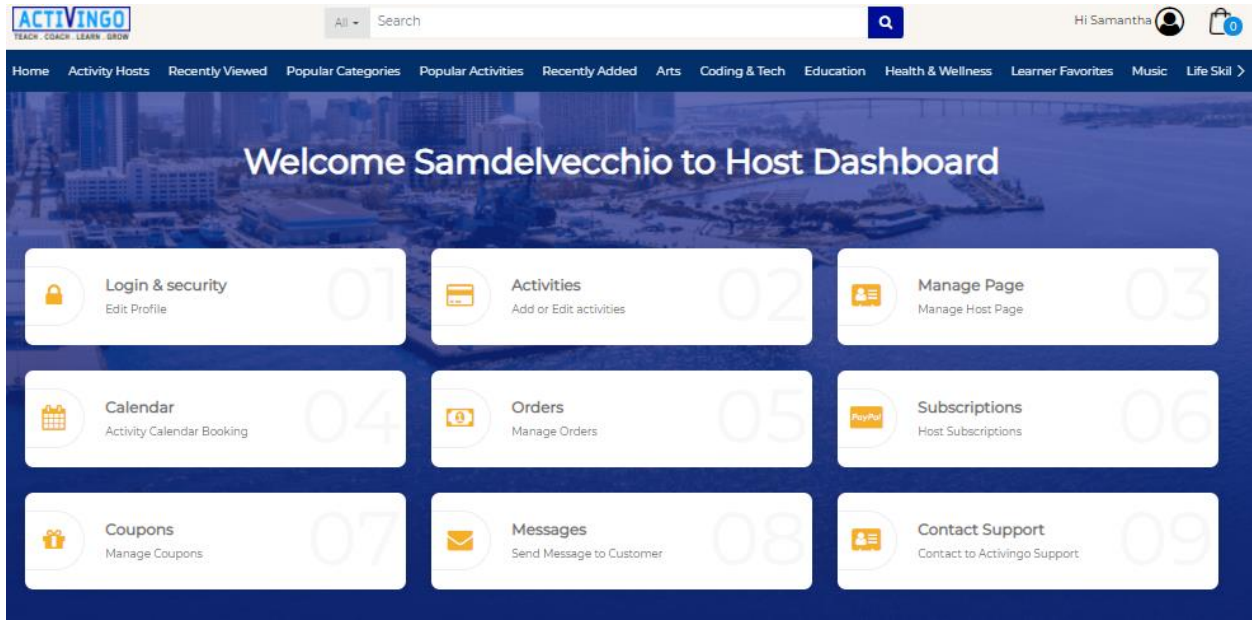 ACTIVINGO
TEACH . COACH . LEARN . GROW
All Search
Hi Samantha
0
Home Activity Hosts Recently Viewed Popular Categories Popular Activities Recently Added Arts Coding & Tech Education Health & Wellness Learner Favorites Music Life Skil >
Welcome Samdelvecchio to Host Dashboard
01
Login & security
Edit Profile
02
Activities
Add or Edit activities
03
Manage Page
Manage Host Page
04
Calendar
Activity Calendar Booking
05
Orders
Manage Orders
06
PayPal
Subscriptions
Host Subscriptions
07
Coupons
Manage Coupons
08
Messages
Send Message to Customer
09
Contact Support
Contact to Activingo Support